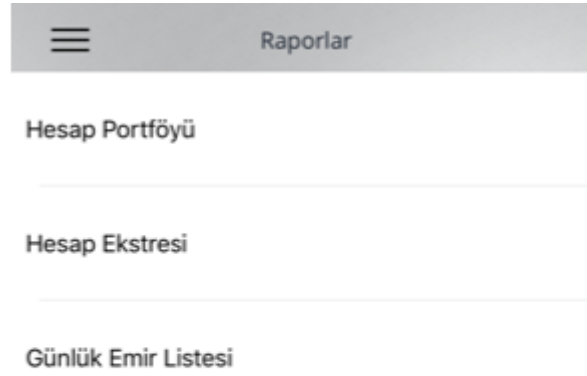 Raporlar
Hesap Portföyü
Hesap Ekstresi
Günlük Emir Listesi